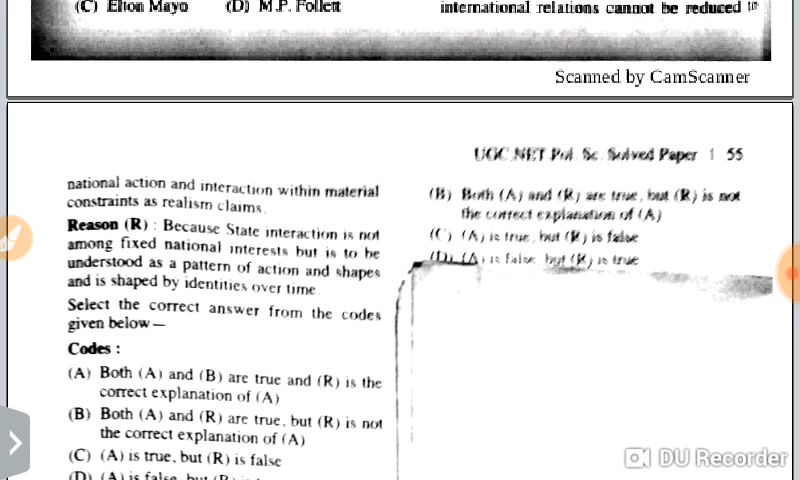 (C) Elton Mayo (D) M.P. Follett
international relations cannot be reduced to
Scanned by CamScanner
UGC NET Pol. Sc. Solved Paper | 55
national action and interaction within material
constraints as realism claims.
Reason (R) : Because State interaction is not
among fixed national interests but is to be
understood as a pattern of action and shapes
and is shaped by identities over time.
Select the correct answer from the codes
given below—
Codes :
(A) Both (A) and (B) are true and (R) is the
correct explanation of (A)
(B) Both (A) and (R) are true, but (R) is not
the correct explanation of (A)
(C) (A) is true, but (R) is false
(D) (A) is false, but (R)
(B) Both (A) and (R) are true, but (R) is not
the correct explanation of (A)
(C) (A) is true, but (R) is false
(D) (A) is false, but (R) is true
DU Recorder